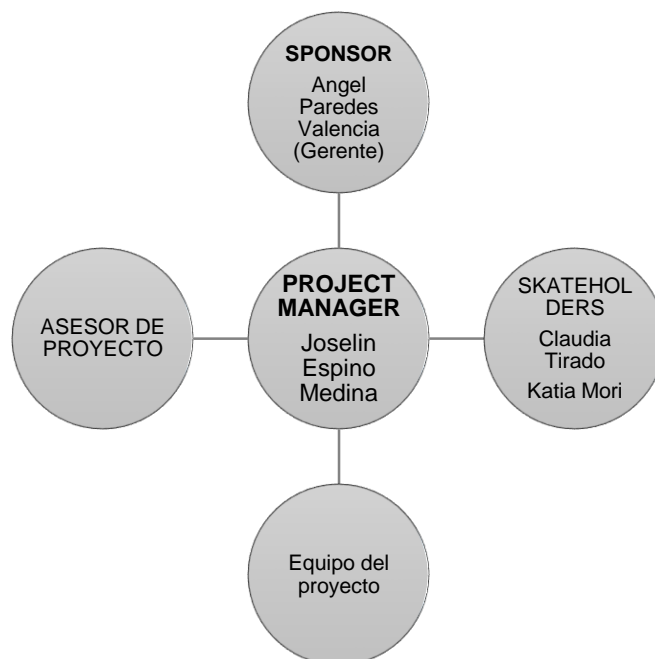 SPONSOR
Angel
Paredes
Valencia
(Gerente)
ASESOR DE
PROYECTO
PROJECT
MANAGER
Joselin
Espino
Medina
SKATEHOL
DERS
Claudia
Tirado
Katia Mori
Equipo del
proyecto